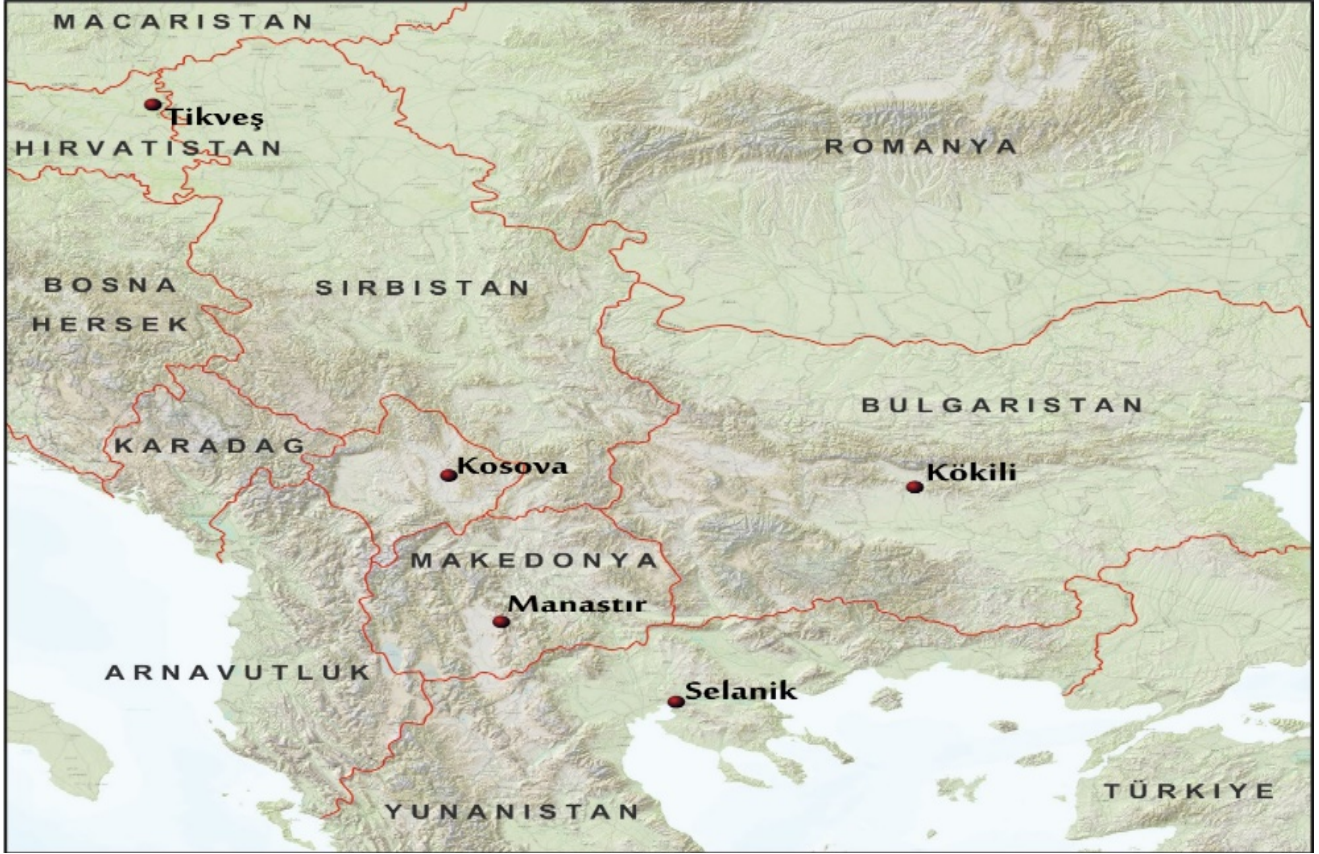 MACARISTAN
Tikveş
HIRVATISTAN
ROMANYA
BOSNA
HERSEK
SIRBISTAN
BULGARISTAN
KARADAG
Kosova
Kökili
MAKEDONYA
Manastır
ARNAVUTLUK
Selanik
YUNANISTAN
TÜRKIYE